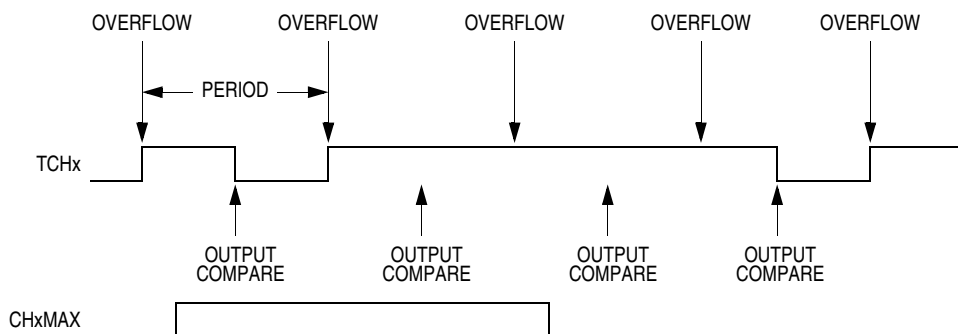 OVERFLOW OVERFLOW OVERFLOW OVERFLOW OVERFLOW
PERIOD
TCHx
OUTPUT COMPARE
OUTPUT COMPARE
OUTPUT COMPARE
OUTPUT COMPARE
CHxMAX